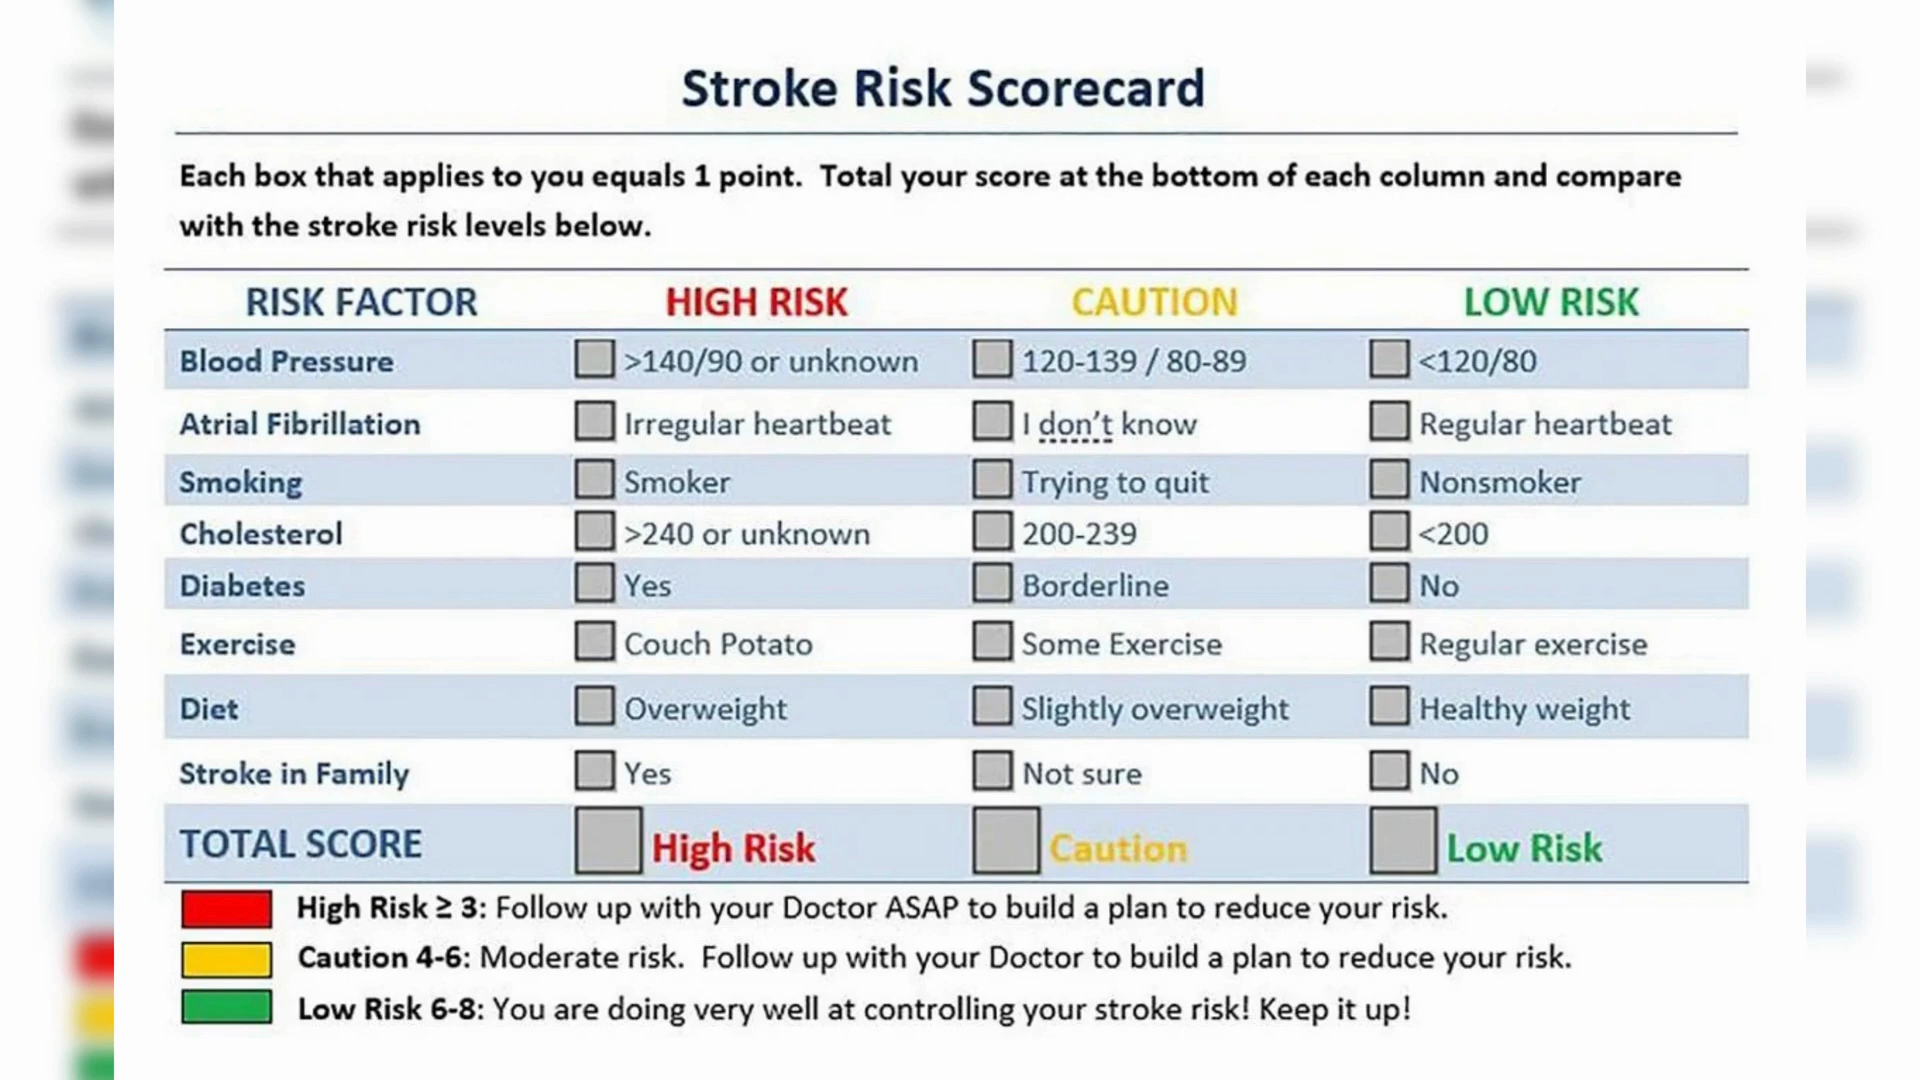 Stroke Risk Scorecard
Each box that applies to you equals 1 point. Total your score at the bottom of each column and compare
with the stroke risk levels below.
RISK FACTOR HIGH RISK CAUTION LOW RISK
Blood Pressure >140/90 or unknown 120-139 / 80-89 <120/80
Atrial Fibrillation Irregular heartbeat I don't know Regular heartbeat
Smoking Smoker Trying to quit Nonsmoker
Cholesterol >240 or unknown 200-239 <200
Diabetes Yes Borderline No
Exercise Couch Potato Some Exercise Regular exercise
Diet Overweight Slightly overweight Healthy weight
Stroke in Family Yes Not sure No
TOTAL SCORE High Risk Caution Low Risk
High Risk ≥ 3: Follow up with your Doctor ASAP to build a plan to reduce your risk.
Caution 4-6: Moderate risk. Follow up with your Doctor to build a plan to reduce your risk.
Low Risk 6-8: You are doing very well at controlling your stroke risk! Keep it up!